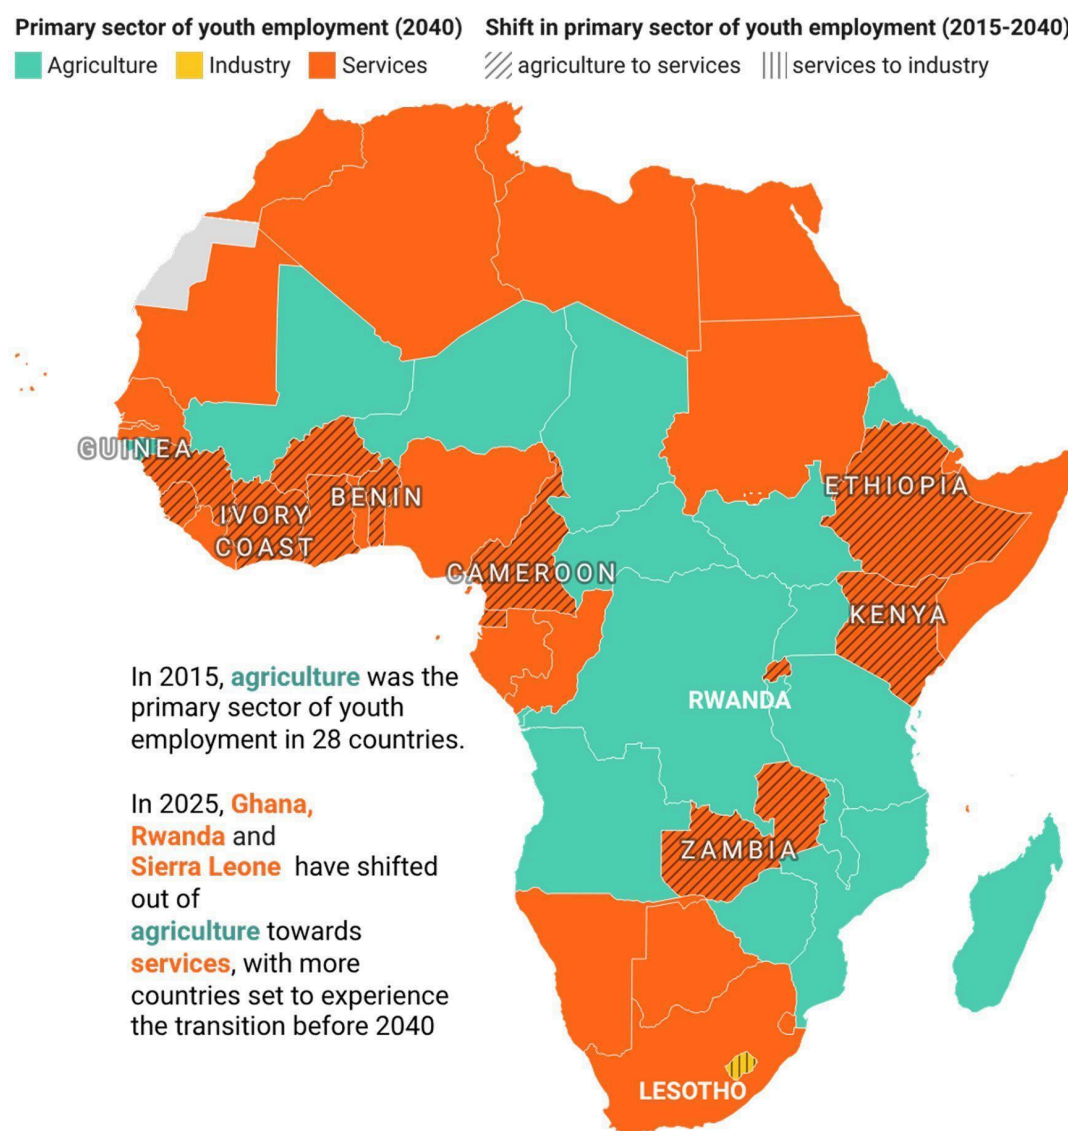 Primary sector of youth employment (2040) Shift in primary sector of youth employment (2015-2040)
Agriculture Industry Services agriculture to services services to industry
GUINEA
BENIN
ETHIOPIA
IVORY
COAST
CAMEROON
KENYA
In 2015, agriculture was the
primary sector of youth
employment in 28 countries.
RWANDA
In 2025, Ghana,
Rwanda and
Sierra Leone have shifted
out of
agriculture towards
services, with more
countries set to experience
the transition before 2040
ZAMBIA
LESOTHO